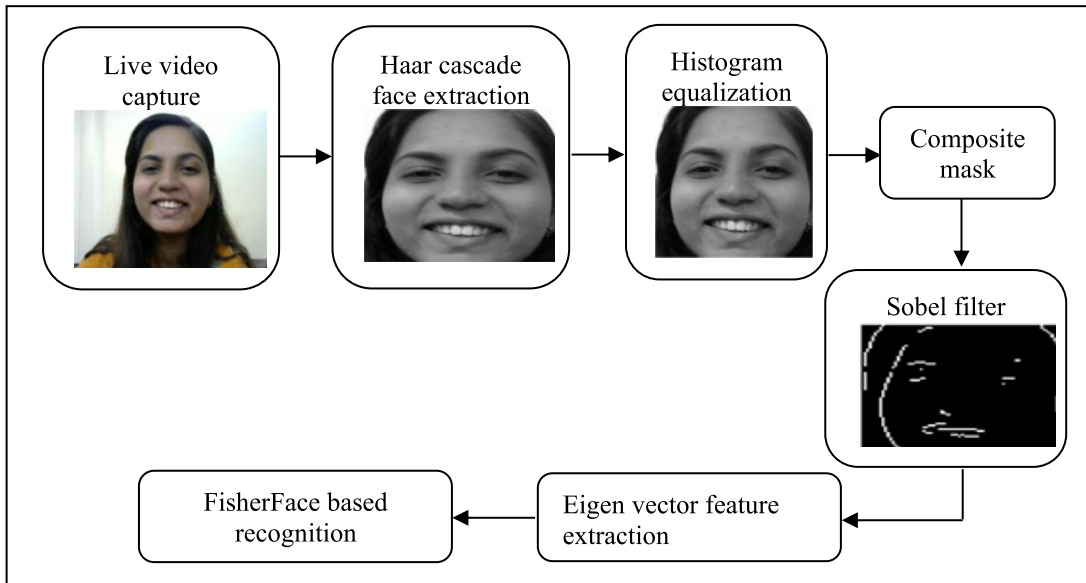 Live video
capture
Haar cascade
face extraction
Histogram
equalization
Composite
mask
Sobel filter
Eigen vector feature
extraction
FisherFace based
recognition